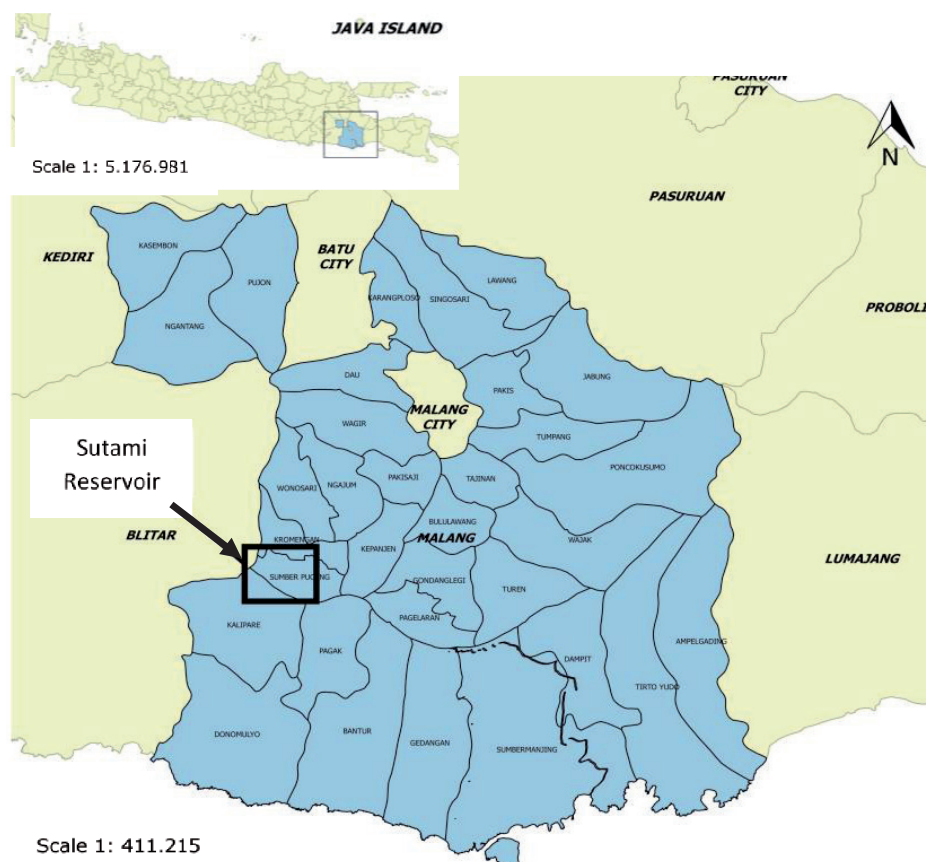 JAVA ISLAND
Scale 1: 5.176.981
PASURUAN
CITY
N
PASURUAN
KASEMBON
KEDIRI
BATU
CITY
PUJON
LAWANG
KARANGPLOSO
SINGOSARI
PROBOLI
NGANTANG
DAU
JABUNG
PAKIS
MALANG
CITY
WAGIR
TUMPANG
Sutami
Reservoir
PONCOKUSUMO
WONOSARI
NGAJUM
PAKISAJI
TAJINAN
BULULAWANG
BLITAR
KROMENGAN
KEPANJEN
MALANG
WAJAK
LUMAJANG
SUMBER PUCUNG
GONDANGLEGI
TUREN
KALIPARE
PAGELARAN
AMPELGADING
PAGAK
DAMPIT
TIRTO YUDO
DONOMULYO
BANTUR
GEDANGAN
SUMBERMANJING
Scale 1: 411.215